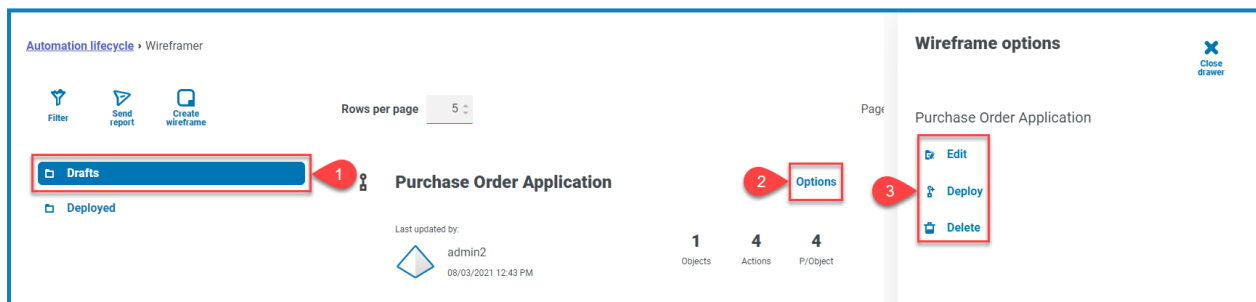 Automation lifecycle › Wireframer
Filter
Send
report
Create
wireframe
Drafts
1
Deployed
Rows per page 5
Page
Purchase Order Application
2
Options
Last updated by:
admin2
08/03/2021 12:43 PM
1
Objects
4
Actions
4
P/Object
Wireframe options
Close
drawer
Purchase Order Application
3
Edit
Deploy
Delete